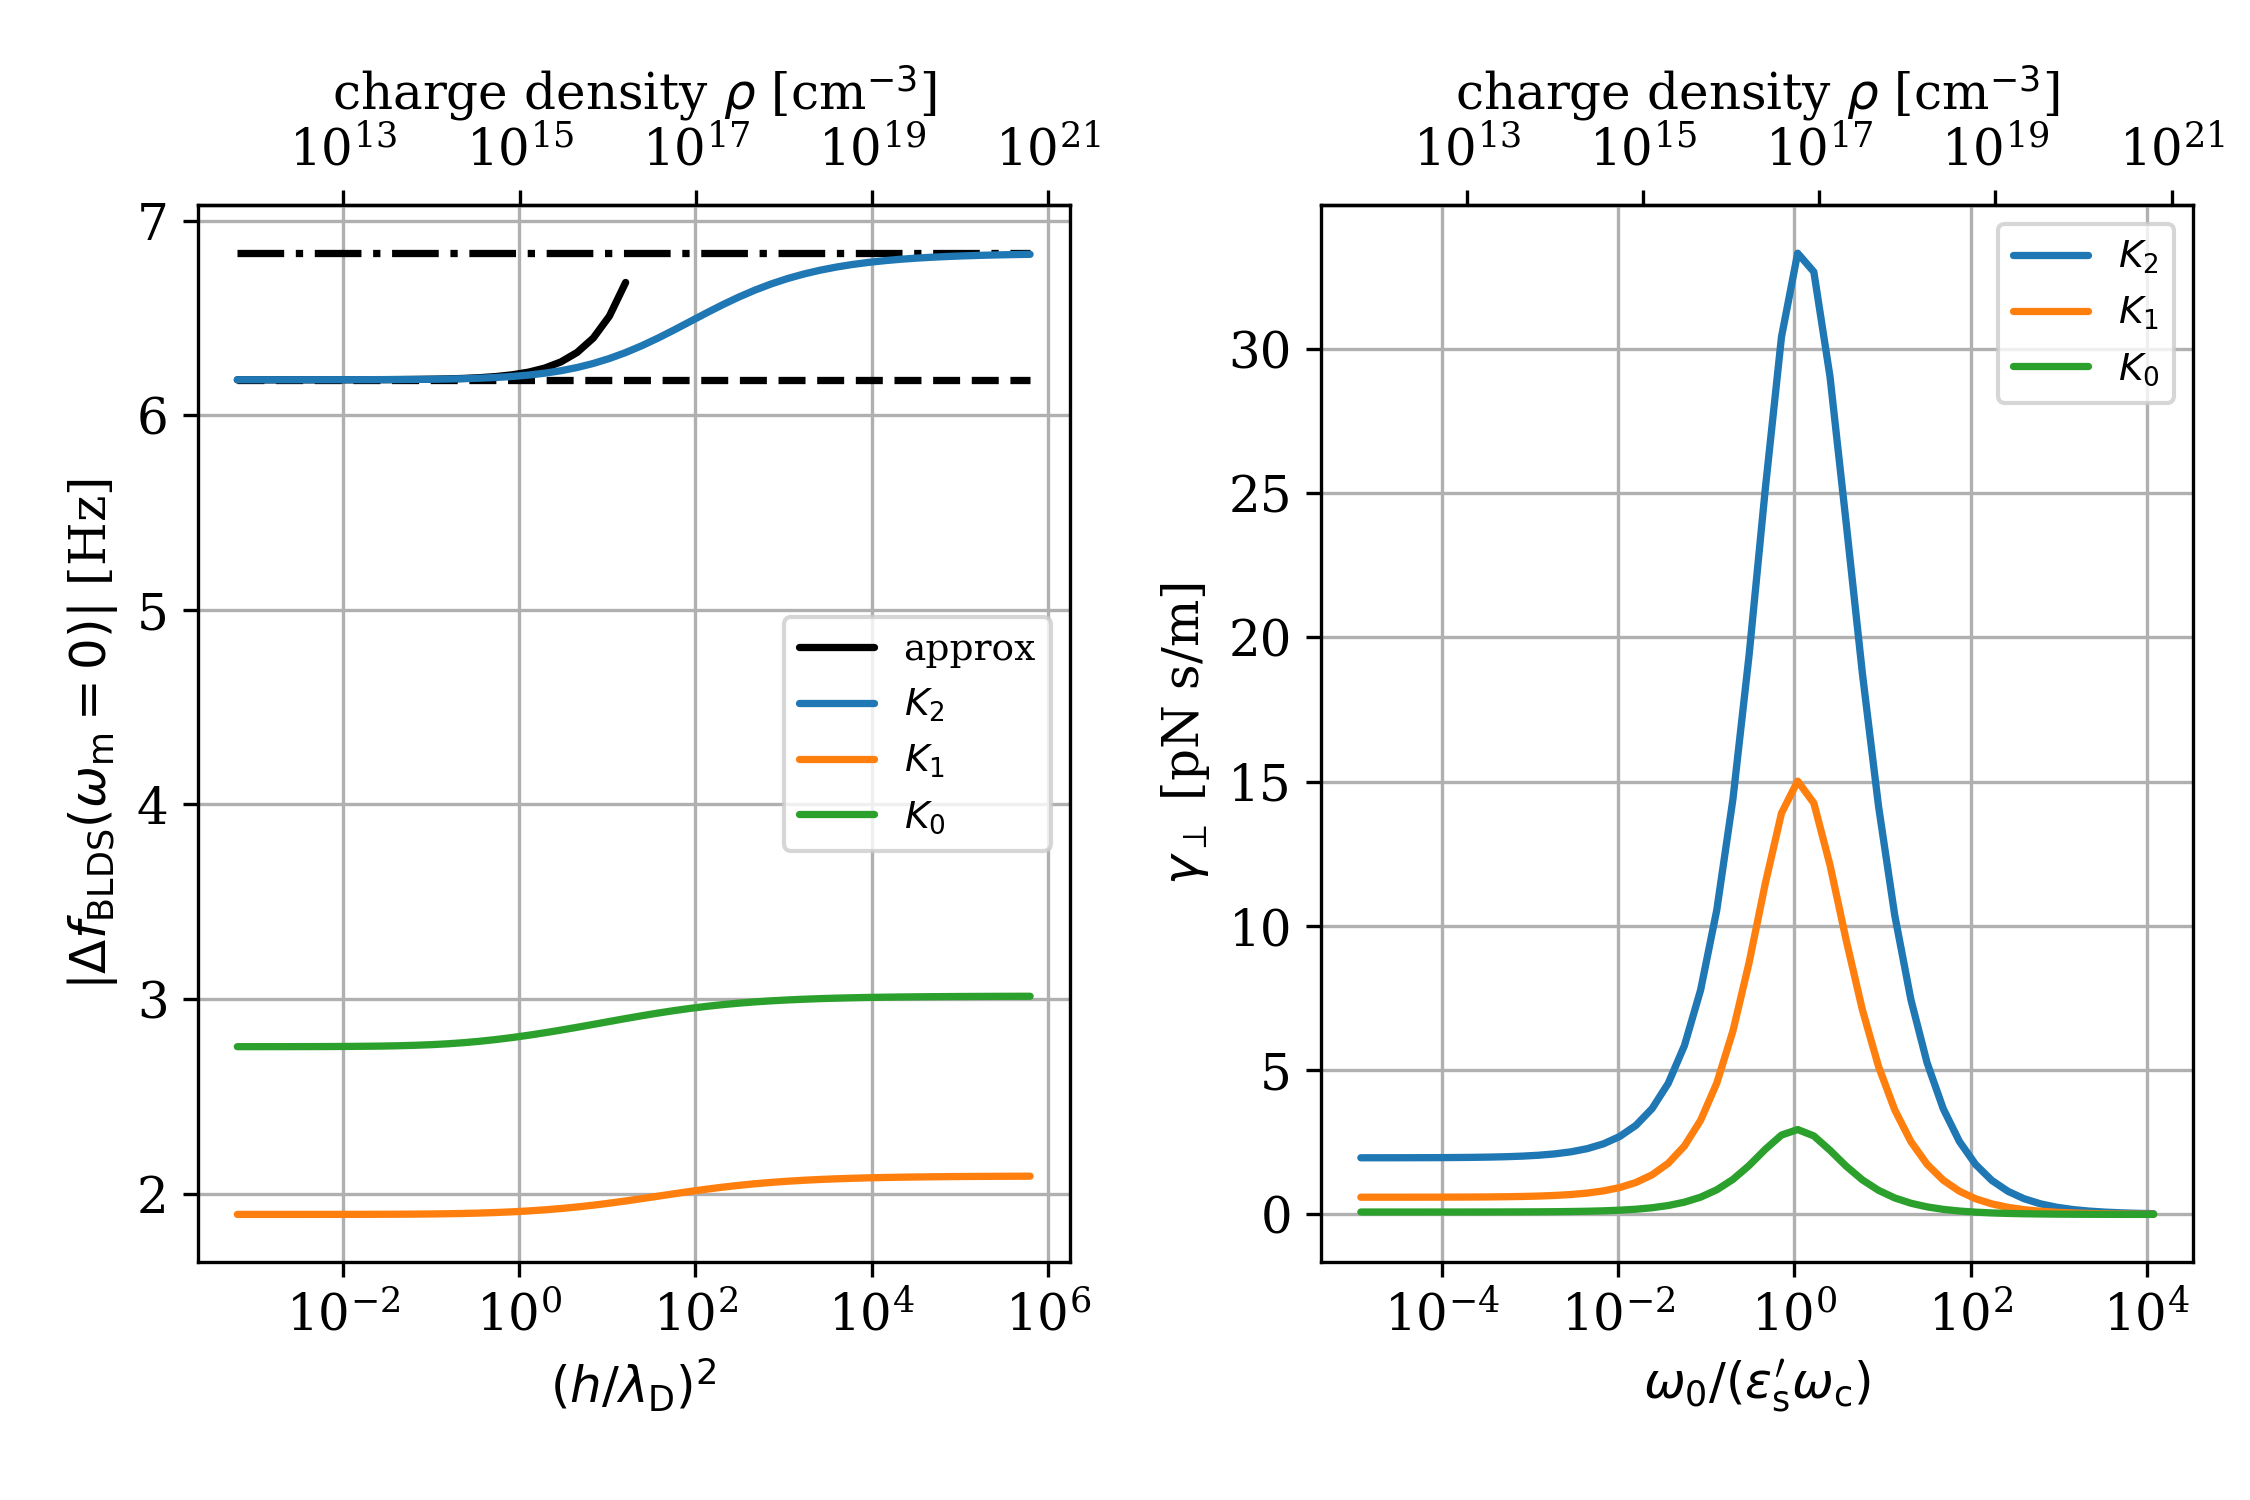 charge density ρ [cm⁻³]
10¹³ 10¹⁵ 10¹⁷ 10¹⁹ 10²¹
7
6
5
4
3
2
|Δf_BLDS(ω_m = 0)| [Hz]
approx
K₂
K₁
K₀
10⁻² 10⁰ 10² 10⁴ 10⁶
(h/λ_D)²
charge density ρ [cm⁻³]
10¹³ 10¹⁵ 10¹⁷ 10¹⁹ 10²¹
30
25
20
15
10
5
0
γ_⊥ [pN s/m]
K₂
K₁
K₀
10⁻⁴ 10⁻² 10⁰ 10² 10⁴
ω₀/(ε′_s ω_c)